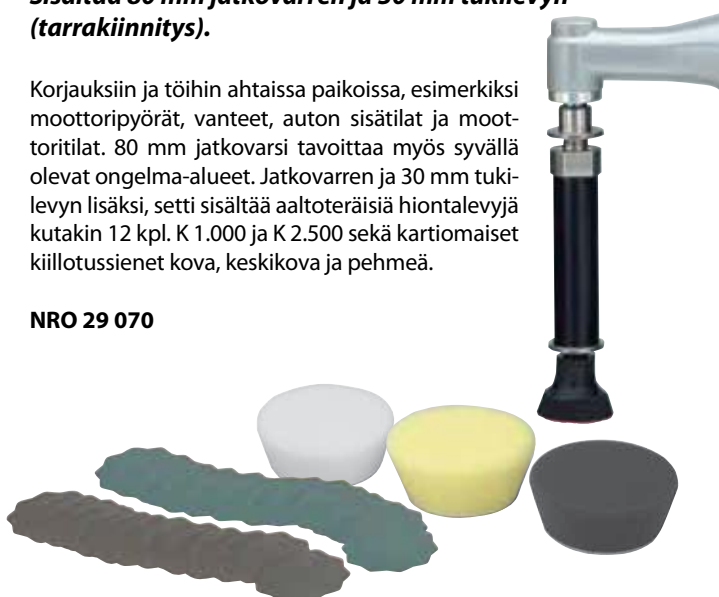 Sisältää 80 mm jatkovarren ja 30 mm tukilevyn
(tarrakiinnitys).
Korjauksiin ja töihin ahtaissa paikoissa, esimerkiksi
moottoripyörät, vanteet, auton sisätilat ja moot-
toritilat. 80 mm jatkovarsi tavoittaa myös syvällä
olevat ongelma-alueet. Jatkovarren ja 30 mm tuki-
levyn lisäksi, setti sisältää aaltoteräisiä hiontalevyjä
kutakin 12 kpl. K 1.000 ja K 2.500 sekä kartiomaiset
kiillotussienet kova, keskikova ja pehmeä.
NRO 29 070